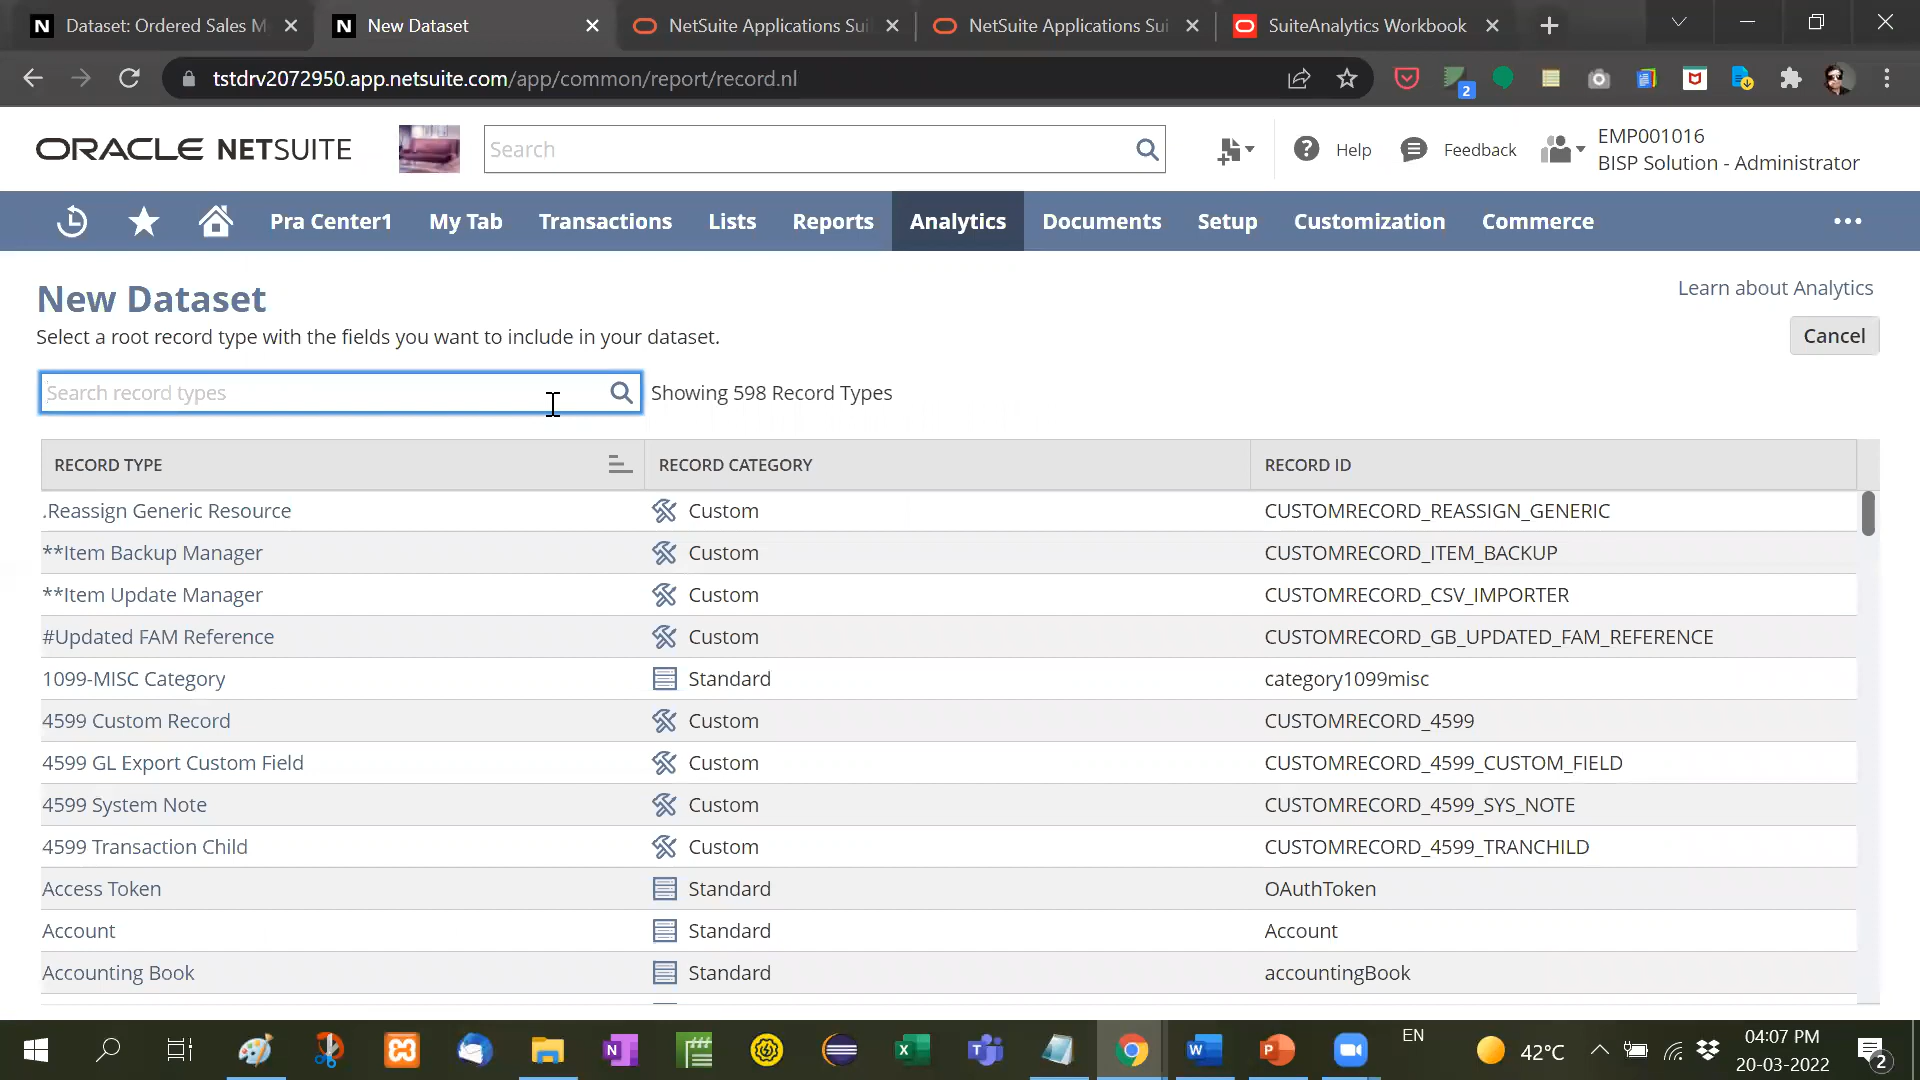 Dataset: Ordered Sales M
New Dataset
NetSuite Applications Sui
NetSuite Applications Sui
SuiteAnalytics Workbook
tstdrv2072950.app.netsuite.com/app/common/report/record.nl
2
ORACLE NETSUITE
Search
Help
Feedback
EMP001016
BISP Solution - Administrator
Pra Center1
My Tab
Transactions
Lists
Reports
Analytics
Documents
Setup
Customization
Commerce
New Dataset
Learn about Analytics
Select a root record type with the fields you want to include in your dataset.
Cancel
Search record types
Showing 598 Record Types
RECORD TYPE RECORD CATEGORY RECORD ID
.Reassign Generic Resource Custom CUSTOMRECORD_REASSIGN_GENERIC
**Item Backup Manager Custom CUSTOMRECORD_ITEM_BACKUP
**Item Update Manager Custom CUSTOMRECORD_CSV_IMPORTER
#Updated FAM Reference Custom CUSTOMRECORD_GB_UPDATED_FAM_REFERENCE
1099-MISC Category Standard category1099misc
4599 Custom Record Custom CUSTOMRECORD_4599
4599 GL Export Custom Field Custom CUSTOMRECORD_4599_CUSTOM_FIELD
4599 System Note Custom CUSTOMRECORD_4599_SYS_NOTE
4599 Transaction Child Custom CUSTOMRECORD_4599_TRANCHILD
Access Token Standard OAuthToken
Account Standard Account
Accounting Book Standard accountingBook
EN
42°C
04:07 PM
20-03-2022
2